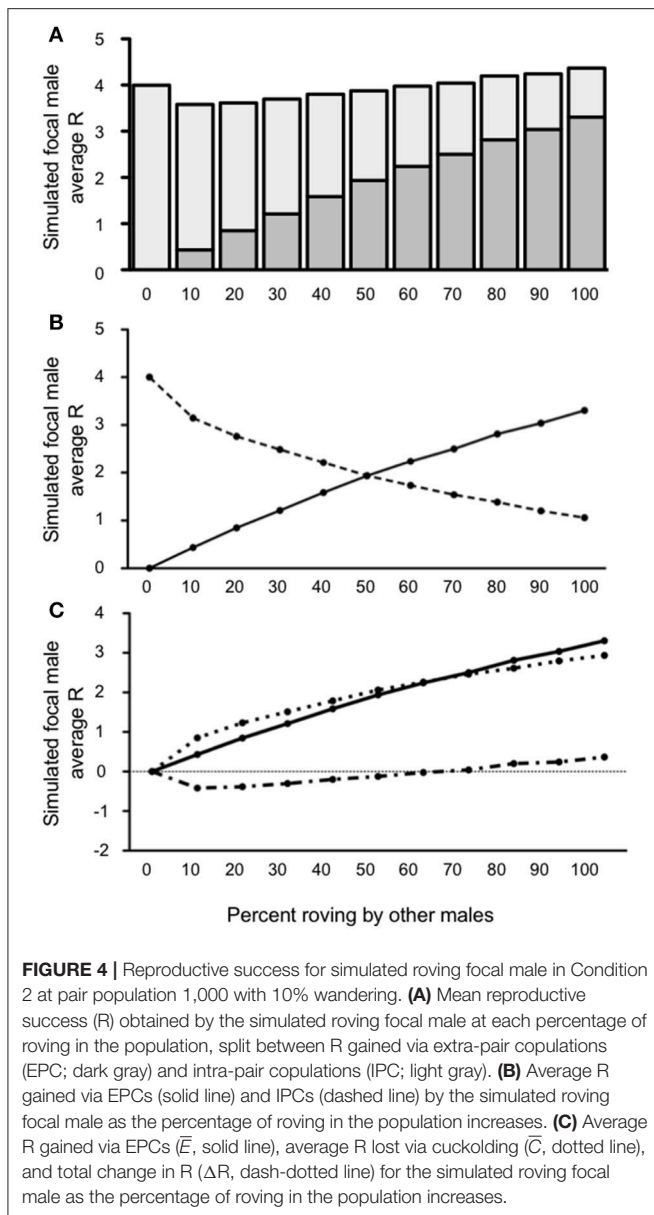 A
5
4
3
2
1
0
Simulated focal male
average R
0 10 20 30 40 50 60 70 80 90 100
B
5
4
3
2
1
0
Simulated focal male
average R
0 10 20 30 40 50 60 70 80 90 100
C
4
3
2
1
0
-1
-2
Simulated focal male
average R
0 10 20 30 40 50 60 70 80 90 100
Percent roving by other males
FIGURE 4 | Reproductive success for simulated roving focal male in Condition
2 at pair population 1,000 with 10% wandering. (A) Mean reproductive
success (R) obtained by the simulated roving focal male at each percentage of
roving in the population, split between R gained via extra-pair copulations
(EPC; dark gray) and intra-pair copulations (IPC; light gray). (B) Average R
gained via EPCs (solid line) and IPCs (dashed line) by the simulated roving
focal male as the percentage of roving in the population increases. (C) Average
R gained via EPCs (E̅, solid line), average R lost via cuckolding (C̅, dotted line),
and total change in R (ΔR, dash-dotted line) for the simulated roving focal
male as the percentage of roving in the population increases.